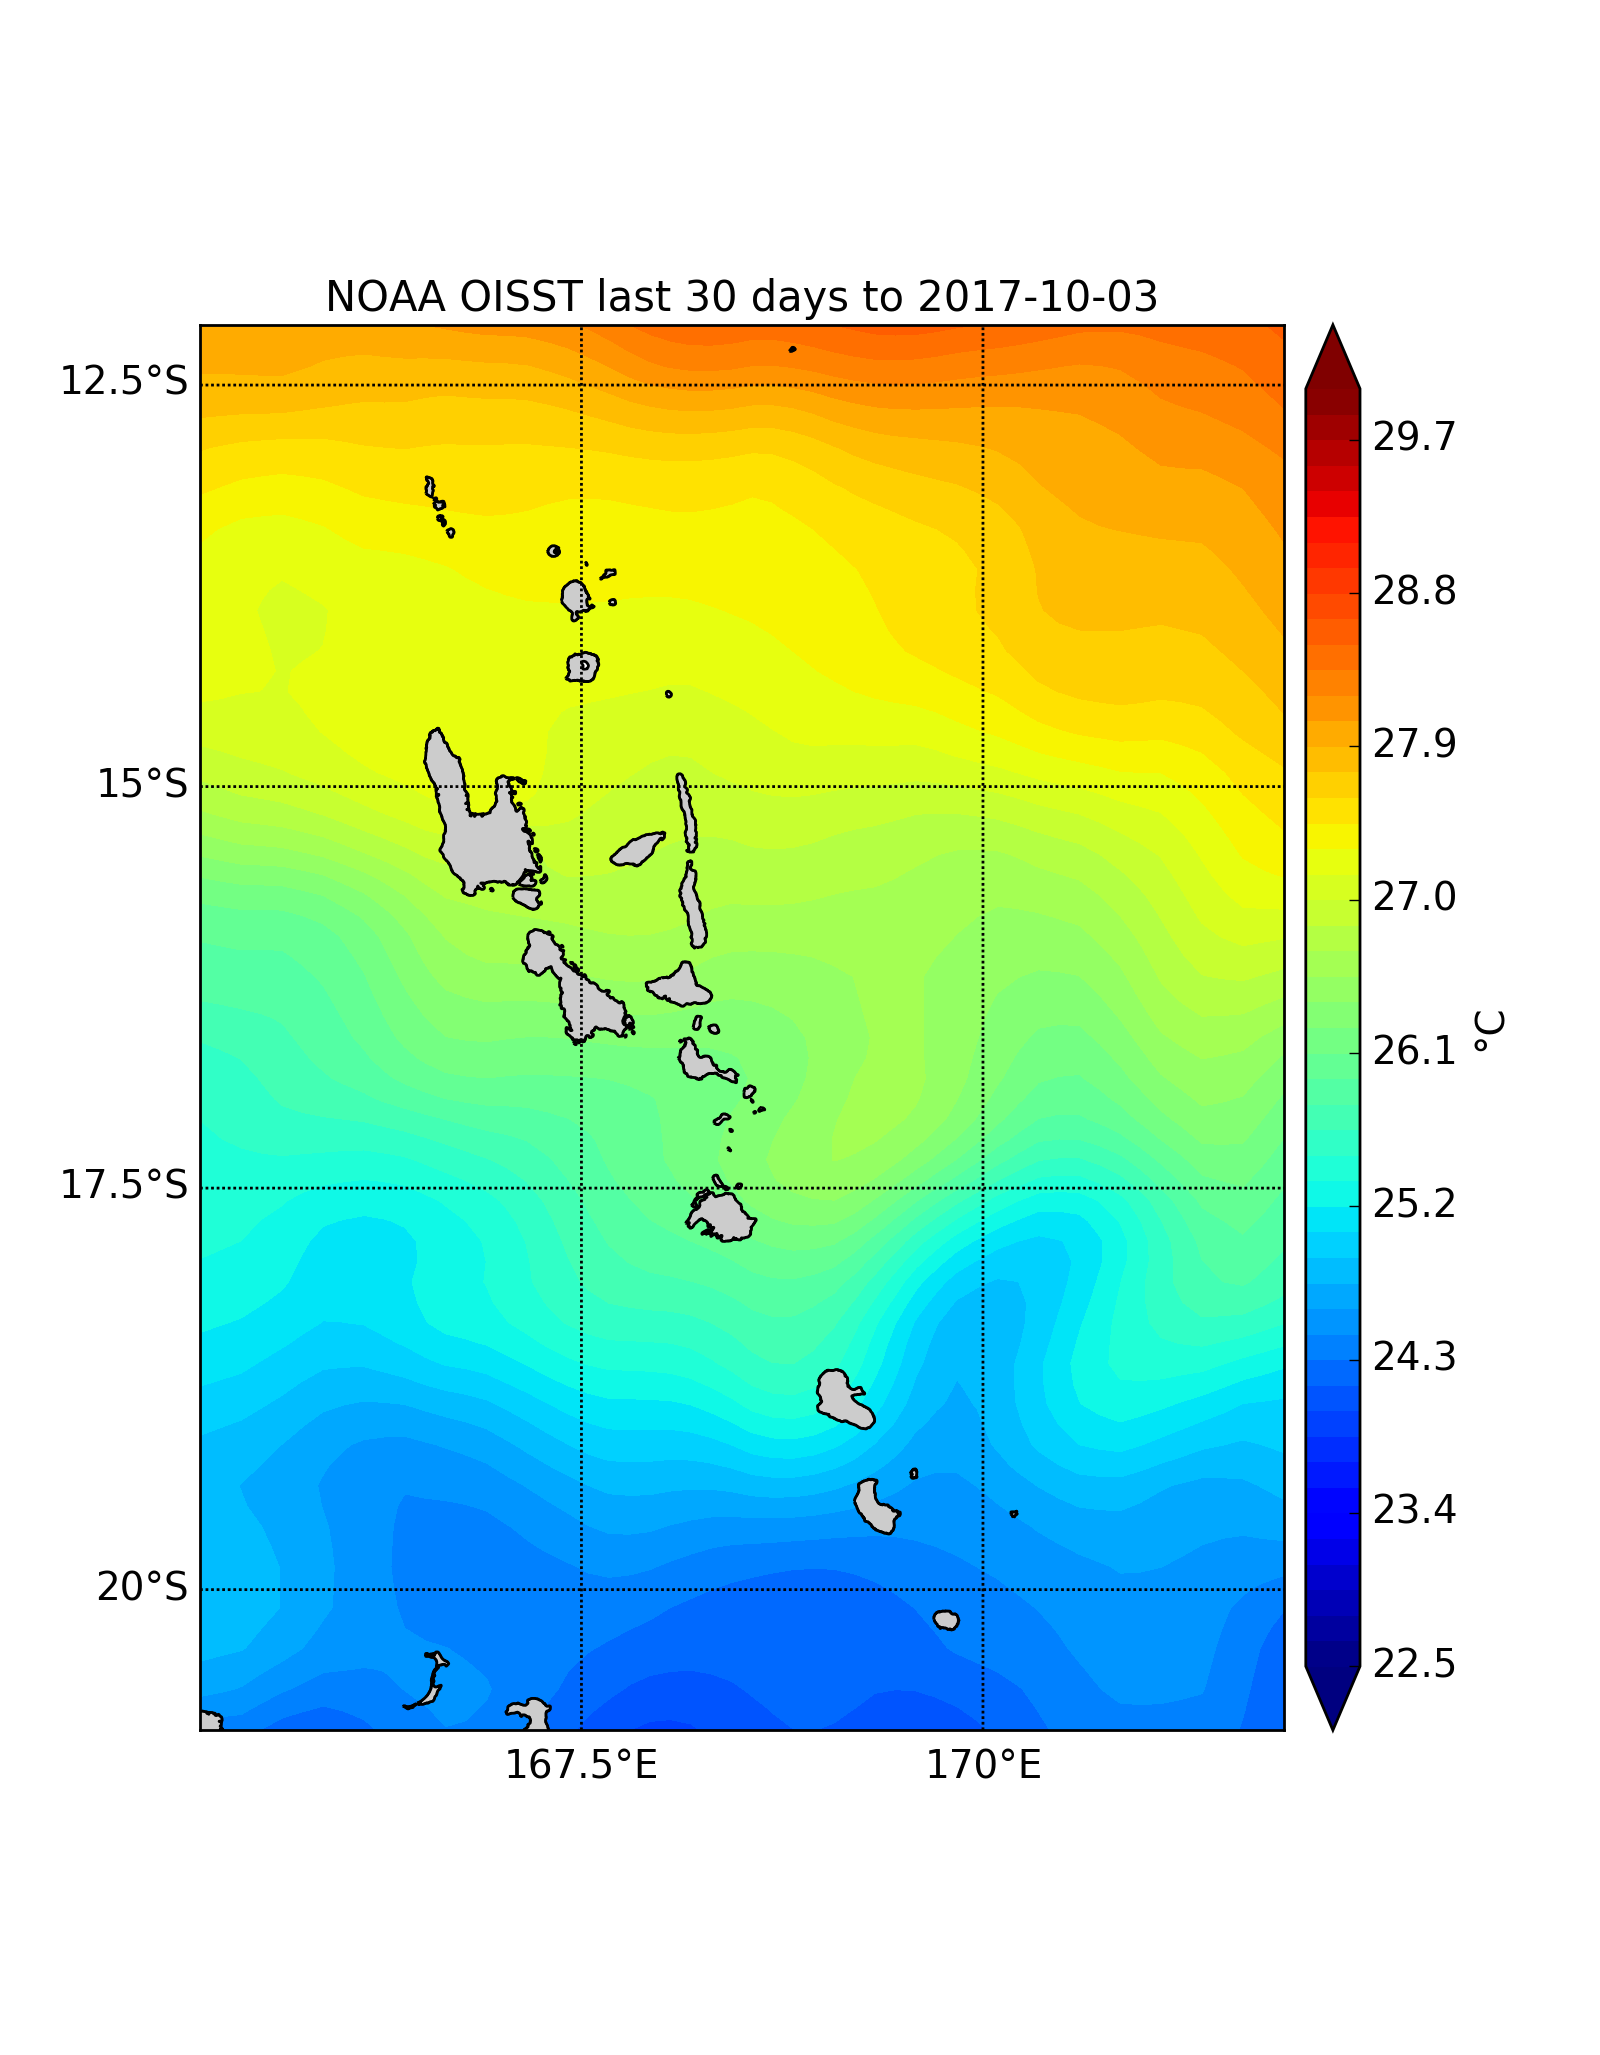 NOAA OISST last 30 days to 2017-10-03
12.5°S
15°S
17.5°S
20°S
167.5°E
170°E
29.7
28.8
27.9
27.0
26.1
25.2
24.3
23.4
22.5
°C